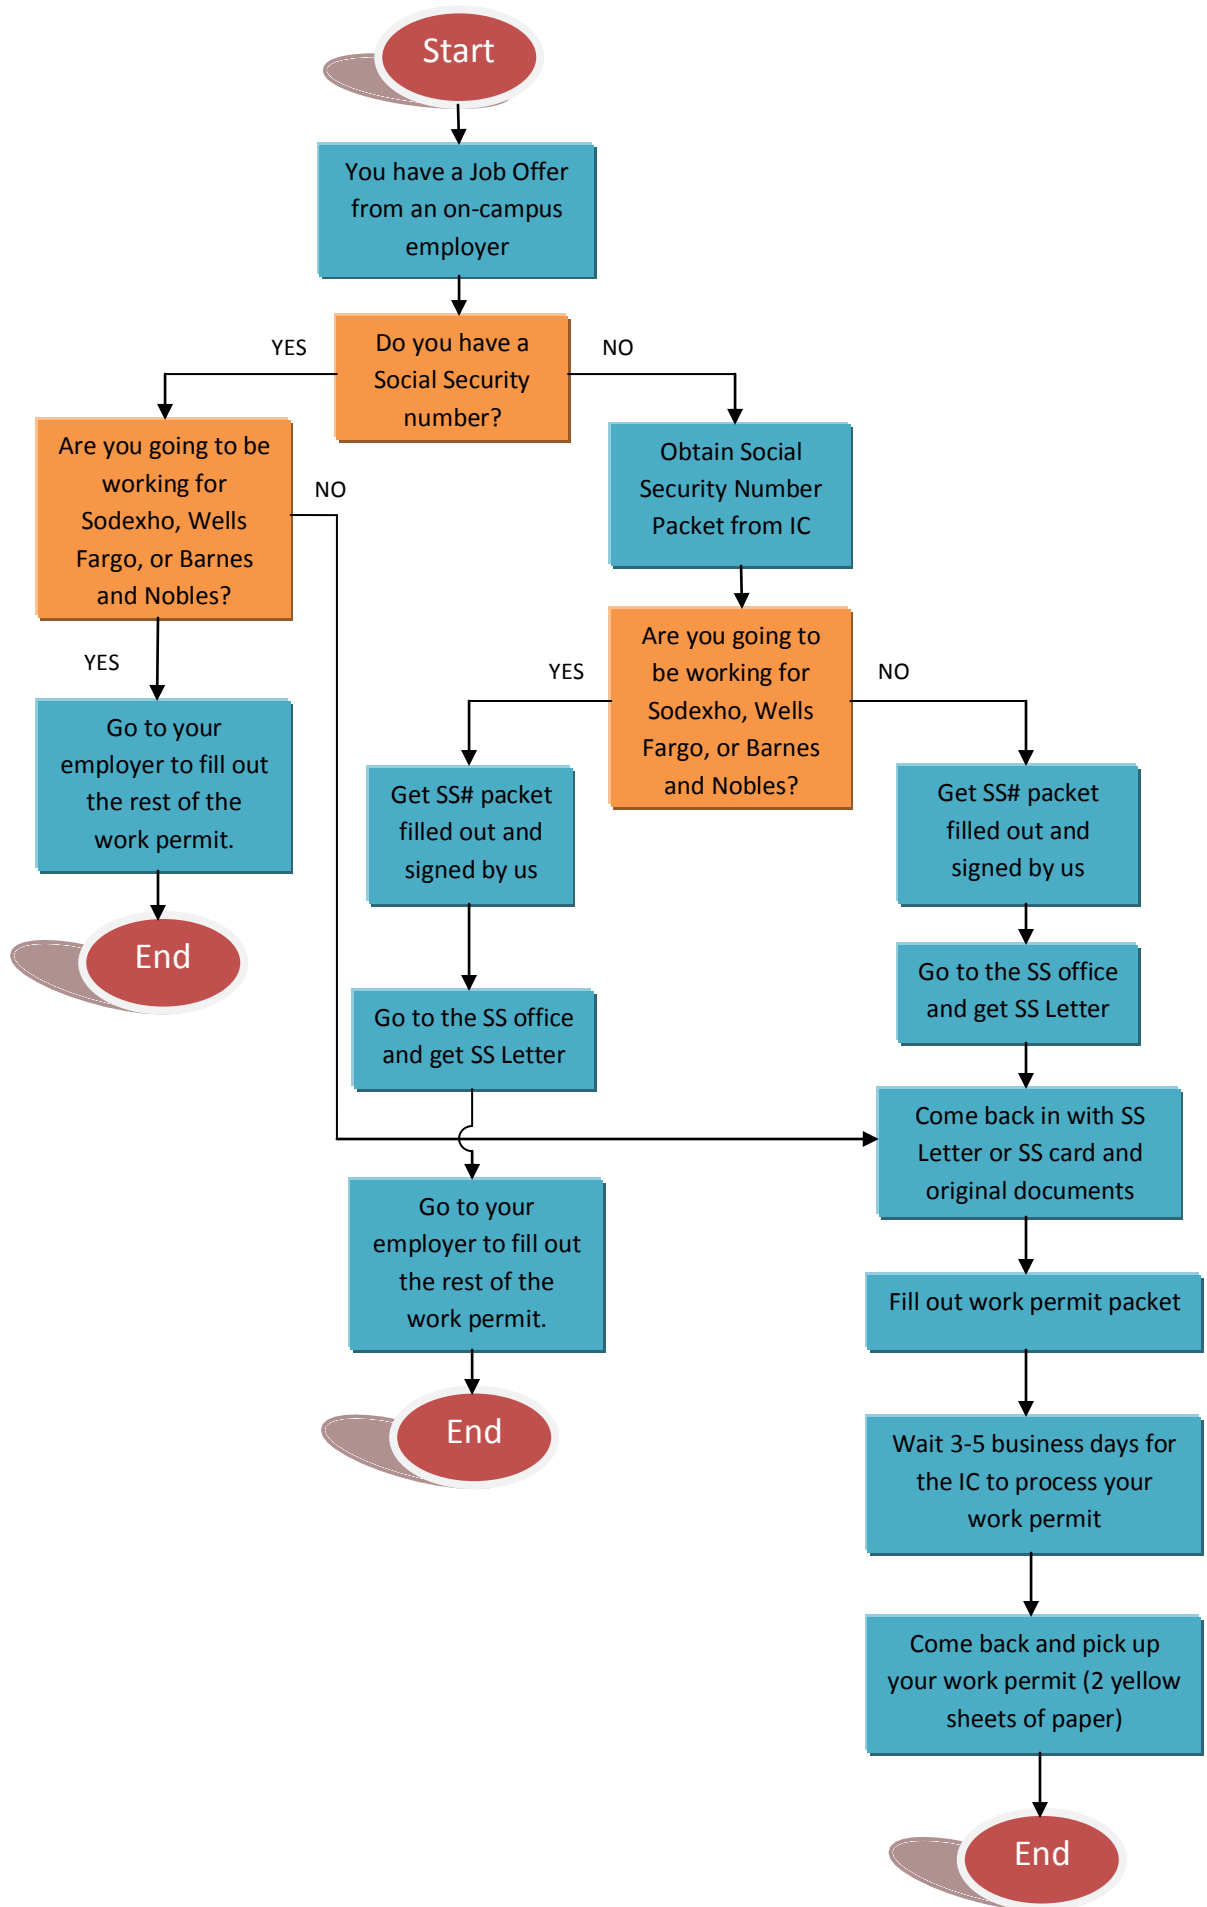 Start
You have a Job Offer
from an on-campus
employer
Do you have a
Social Security
number?
YES
NO
Are you going to be
working for
Sodexho, Wells
Fargo, or Barnes
and Nobles?
NO
YES
Go to your
employer to fill out
the rest of the
work permit.
End
Obtain Social
Security Number
Packet from IC
Are you going to
be working for
Sodexho, Wells
Fargo, or Barnes
and Nobles?
YES
NO
Get SS# packet
filled out and
signed by us
Go to the SS office
and get SS Letter
Go to your
employer to fill out
the rest of the
work permit.
End
Get SS# packet
filled out and
signed by us
Go to the SS office
and get SS Letter
Come back in with SS
Letter or SS card and
original documents
Fill out work permit packet
Wait 3-5 business days for
the IC to process your
work permit
Come back and pick up
your work permit (2 yellow
sheets of paper)
End